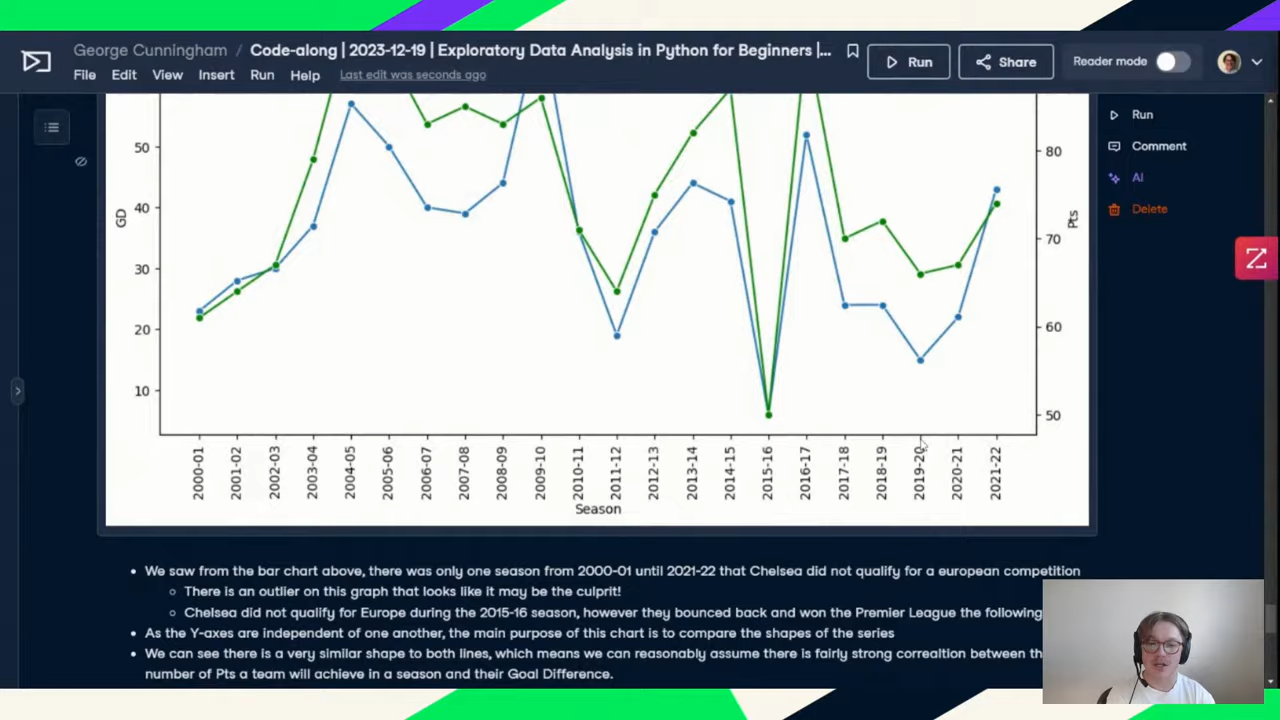 George Cunningham / Code-along | 2023-12-19 | Exploratory Data Analysis in Python for Beginners |...
Run
Share
Reader mode
File Edit View Insert Run Help Last edit was seconds ago
Run
Comment
AI
Delete
50
40
30
20
10
GD
80
70
60
50
Pts
2000-01
2001-02
2002-03
2003-04
2004-05
2005-06
2006-07
2007-08
2008-09
2009-10
2010-11
2011-12
2012-13
2013-14
2014-15
2015-16
2016-17
2017-18
2018-19
2019-20
2020-21
2021-22
Season
• We saw from the bar chart above, there was only one season from 2000-01 until 2021-22 that Chelsea did not qualify for a european competition
◦ There is an outlier on this graph that looks like it may be the culprit!
◦ Chelsea did not qualify for Europe during the 2015-16 season, however they bounced back and won the Premier League the following
• As the Y-axes are independent of one another, the main purpose of this chart is to compare the shapes of the series
• We can see there is a very similar shape to both lines, which means we can reasonably assume there is fairly strong correaltion between the
number of Pts a team will achieve in a season and their Goal Difference.